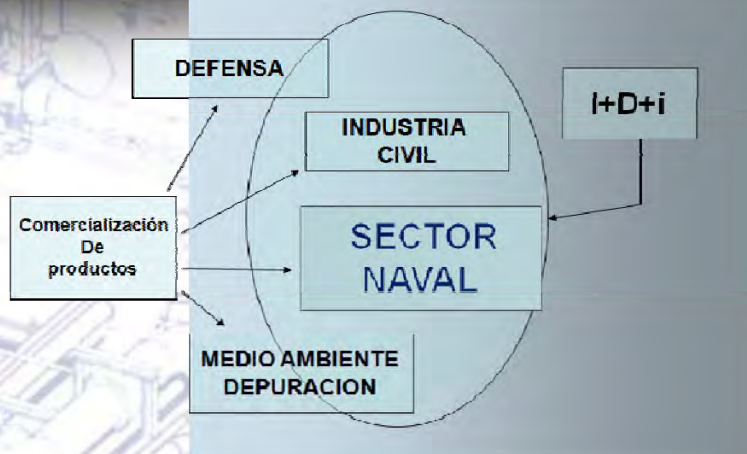 DEFENSA
I+D+i
INDUSTRIA
CIVIL
Comercialización
De
productos
SECTOR
NAVAL
MEDIO AMBIENTE
DEPURACION